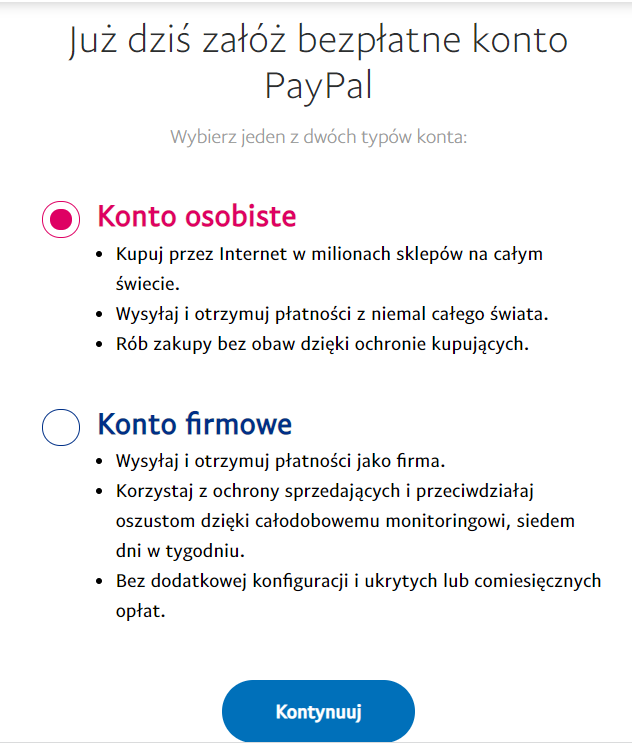 Już dziś załóż bezpłatne konto
PayPal
Wybierz jeden z dwóch typów konta:
Konto osobiste
• Kupuj przez Internet w milionach sklepów na całym
świecie.
• Wysyłaj i otrzymuj płatności z niemal całego świata.
• Rób zakupy bez obaw dzięki ochronie kupujących.
Konto firmowe
• Wysyłaj i otrzymuj płatności jako firma.
• Korzystaj z ochrony sprzedających i przeciwdziałaj
oszustom dzięki całodobowemu monitoringowi, siedem
dni w tygodniu.
• Bez dodatkowej konfiguracji i ukrytych lub comiesięcznych
opłat.
Kontynuuj